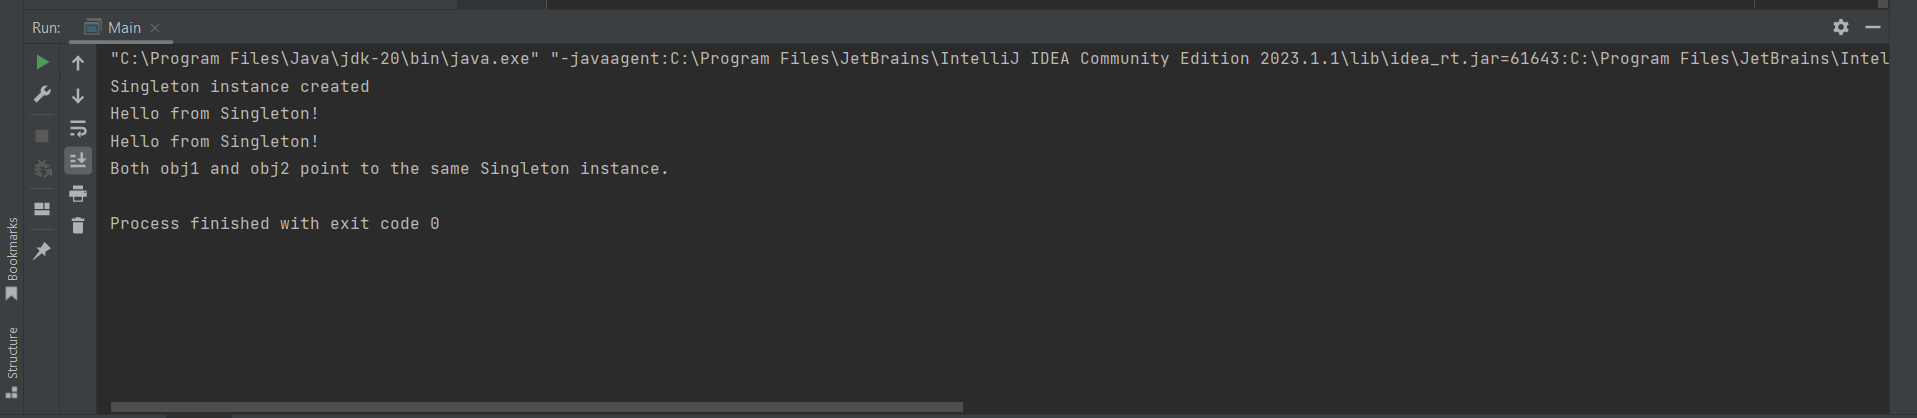 Run: Main
"C:\Program Files\Java\jdk-20\bin\java.exe" "-javaagent:C:\Program Files\JetBrains\IntelliJ IDEA Community Edition 2023.1.1\lib\idea_rt.jar=61643:C:\Program Files\JetBrains\Intel
Singleton instance created
Hello from Singleton!
Hello from Singleton!
Both obj1 and obj2 point to the same Singleton instance.
Process finished with exit code 0
Bookmarks
Structure